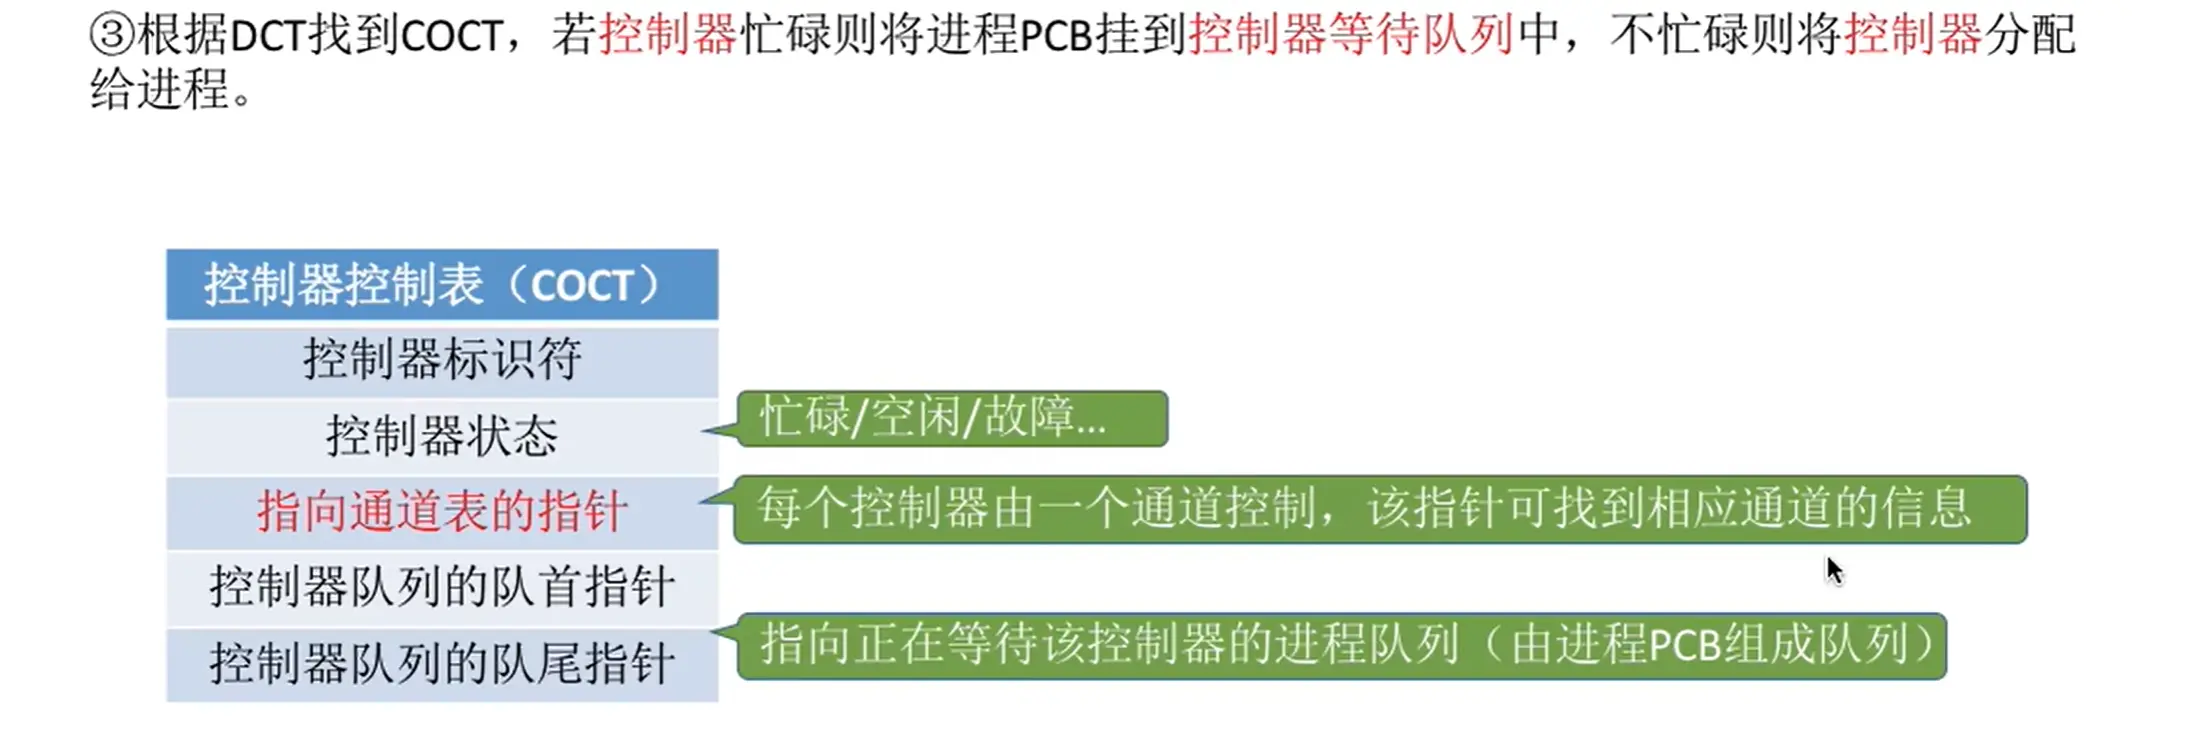 ③根据DCT找到COCT，若控制器忙碌则将进程PCB挂到控制器等待队列中，不忙碌则将控制器分配
给进程。
控制器控制表（COCT）
控制器标识符
控制器状态
忙碌/空闲/故障...
指向通道表的指针
每个控制器由一个通道控制，该指针可找到相应通道的信息
控制器队列的队首指针
控制器队列的队尾指针
指向正在等待该控制器的进程队列（由进程PCB组成队列）